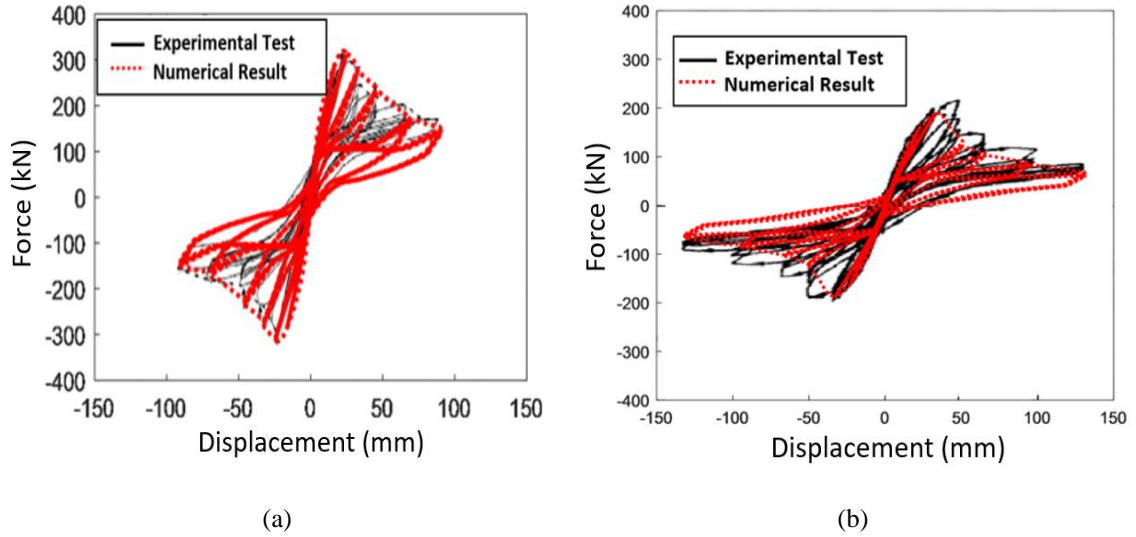 400
300
200
100
0
-100
-200
-300
-400
-150 -100 -50 0 50 100 150
Force (kN)
Displacement (mm)
Experimental Test
Numerical Result
(a)
400
300
200
100
0
-100
-200
-300
-400
-150 -100 -50 0 50 100 150
Force (kN)
Displacement (mm)
Experimental Test
Numerical Result
(b)